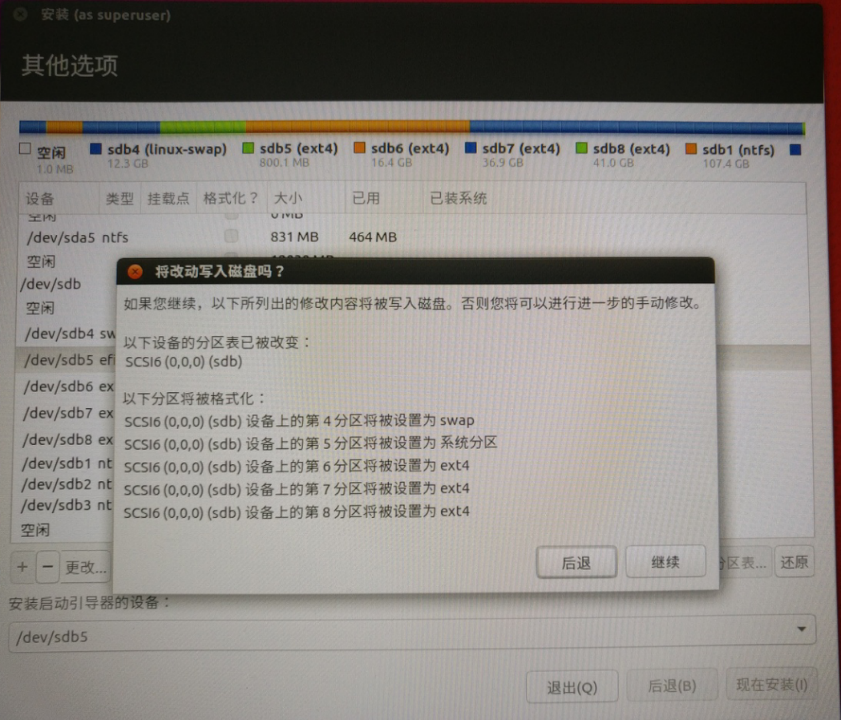 安装 (as superuser)
其他选项
空闲 sdb4 (linux-swap) sdb5 (ext4) sdb6 (ext4) sdb7 (ext4) sdb8 (ext4) sdb1 (ntfs)
1.0 MB 12.3 GB 800.1 MB 16.4 GB 36.9 GB 41.0 GB 107.4 GB
设备 类型 挂载点 格式化？ 大小 已用 已装系统
空闲 0 MB
/dev/sda5 ntfs 831 MB 464 MB
空闲
/dev/sdb
空闲
/dev/sdb4 sw
/dev/sdb5 efi
/dev/sdb6 ex
/dev/sdb7 ex
/dev/sdb8 ex
/dev/sdb1 nt
/dev/sdb2 nt
/dev/sdb3 nt
空闲
将改动写入磁盘吗？
如果您继续，以下所列出的修改内容将被写入磁盘。否则您将可以进行进一步的手动修改。
以下设备的分区表已被改变：
SCSI6 (0,0,0) (sdb)
以下分区将被格式化：
SCSI6 (0,0,0) (sdb) 设备上的第 4 分区将被设置为 swap
SCSI6 (0,0,0) (sdb) 设备上的第 5 分区将被设置为 系统分区
SCSI6 (0,0,0) (sdb) 设备上的第 6 分区将被设置为 ext4
SCSI6 (0,0,0) (sdb) 设备上的第 7 分区将被设置为 ext4
SCSI6 (0,0,0) (sdb) 设备上的第 8 分区将被设置为 ext4
后退 继续
+ − 更改... 分区表... 还原
安装启动引导器的设备：
/dev/sdb5
退出(Q) 后退(B) 现在安装(I)